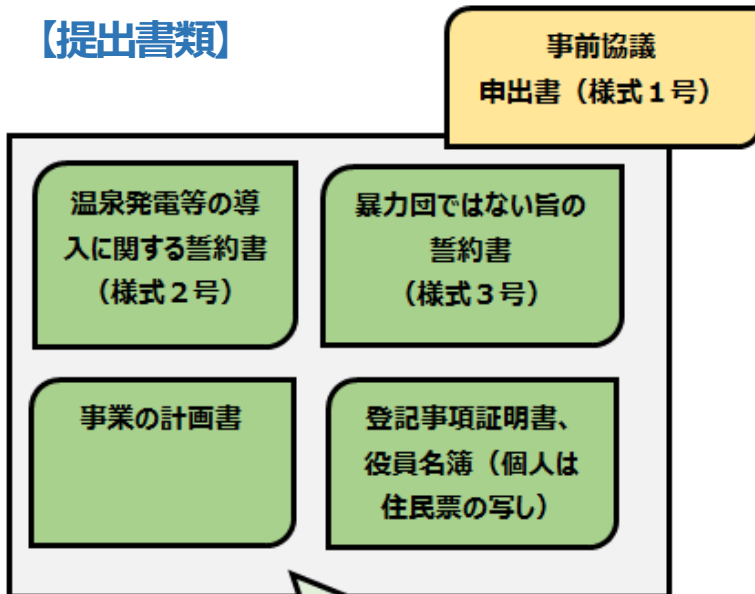 【提出書類】
事前協議
申出書（様式１号）
温泉発電等の導
入に関する誓約書
（様式２号）
暴力団ではない旨の
誓約書
（様式３号）
事業の計画書
登記事項証明書、
役員名簿（個人は
住民票の写し）